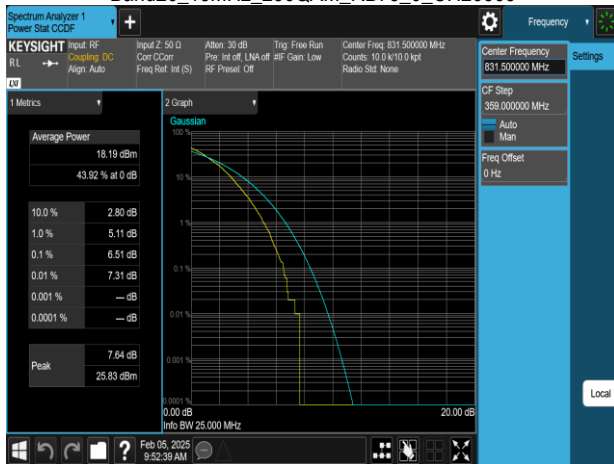 Spectrum Analyzer 1
Power Stat CCDF
Frequency
KEYSIGHT
RL
LXI
Input: RF
Coupling: DC
Align: Auto
Input Z: 50 Ω
Corr CCorr
Freq Ref: Int (S)
Atten: 30 dB
Pre: Int off, LNA off
RF Preset: Off
Trig: Free Run
#IF Gain: Low
Center Freq: 831.500000 MHz
Counts: 10.0 k/10.0 kpt
Radio Std: None
1 Metrics
Average Power
18.19 dBm
43.92 % at 0 dB
10.0 % 2.80 dB
1.0 % 5.11 dB
0.1 % 6.51 dB
0.01 % 7.31 dB
0.001 % --- dB
0.0001 % --- dB
Peak
7.64 dB
25.83 dBm
2 Graph
Gaussian
100 %
10 %
1 %
0.1 %
0.01 %
0.001 %
0.0001 %
0.00 dB 20.00 dB
Info BW 25.000 MHz
Center Frequency
831.500000 MHz
CF Step
359.000000 MHz
Auto
Man
Freq Offset
0 Hz
Settings
Local
?
Feb 05, 2025
9:52:39 AM